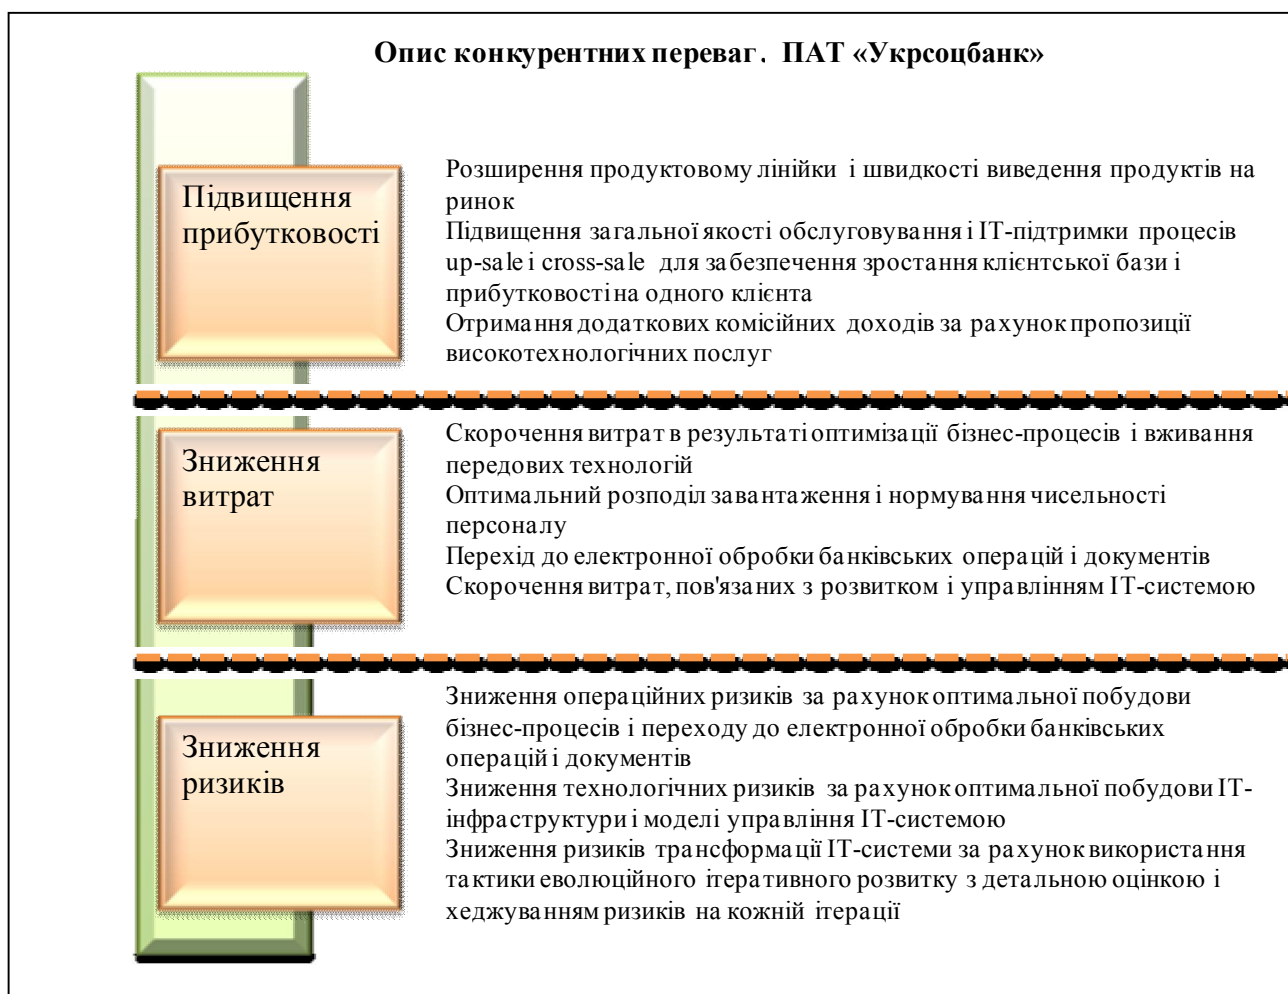 Опис конкурентних переваг. ПАТ «Укрсоцбанк»
Підвищення
прибутковості
Розширення продуктовому лінійки і швидкості виведення продуктів на
ринок
Підвищення загальної якості обслуговування і ІТ-підтримки процесів
up-sale і cross-sale для забезпечення зростання клієнтської бази і
прибутковості на одного клієнта
Отримання додаткових комісійних доходів за рахунок пропозиції
високотехнологічних послуг
Зниження
витрат
Скорочення витрат в результаті оптимізації бізнес-процесів і вживання
передових технологій
Оптимальний розподіл завантаження і нормування чисельності
персоналу
Перехід до електронної обробки банківських операцій і документів
Скорочення витрат, пов'язаних з розвитком і управлінням ІТ-системою
Зниження
ризиків
Зниження операційних ризиків за рахунок оптимальної побудови
бізнес-процесів і переходу до електронної обробки банківських
операцій і документів
Зниження технологічних ризиків за рахунок оптимальної побудови ІТ-
інфраструктури і моделі управління ІТ-системою
Зниження ризиків трансформації ІТ-системи за рахунок використання
тактики еволюційного ітеративного розвитку з детальною оцінкою і
хеджуванням ризиків на кожній ітерації